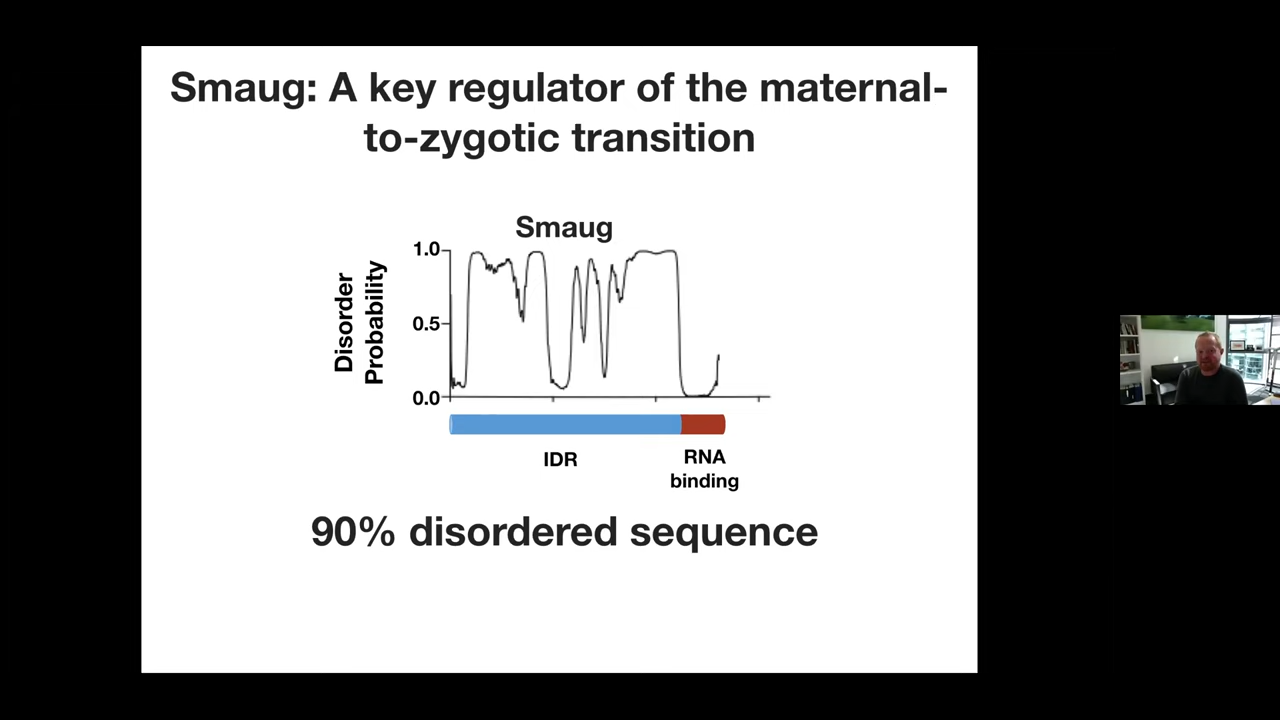 Smaug: A key regulator of the maternal-
to-zygotic transition
Smaug
Disorder
Probability
1.0
0.5
0.0
IDR
RNA
binding
90% disordered sequence